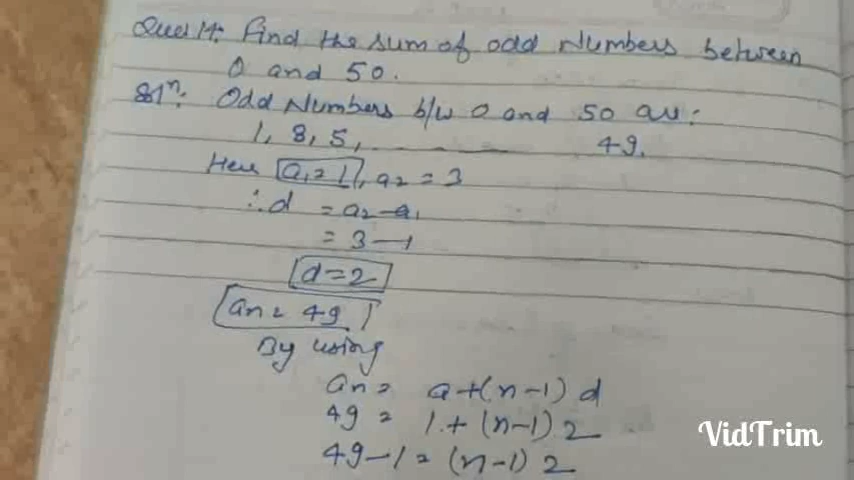 Ques 14: Find the sum of odd Numbers between
0 and 50.
Solⁿ: Odd Numbers b/w 0 and 50 are:
1, 3, 5, ............ 49.
Here a₁ = 1, a₂ = 3
∴ d = a₂ - a₁
= 3 - 1
d = 2
an = 49
By using
an = a + (n-1) d
49 = 1 + (n-1) 2
49 - 1 = (n-1) 2
VidTrim